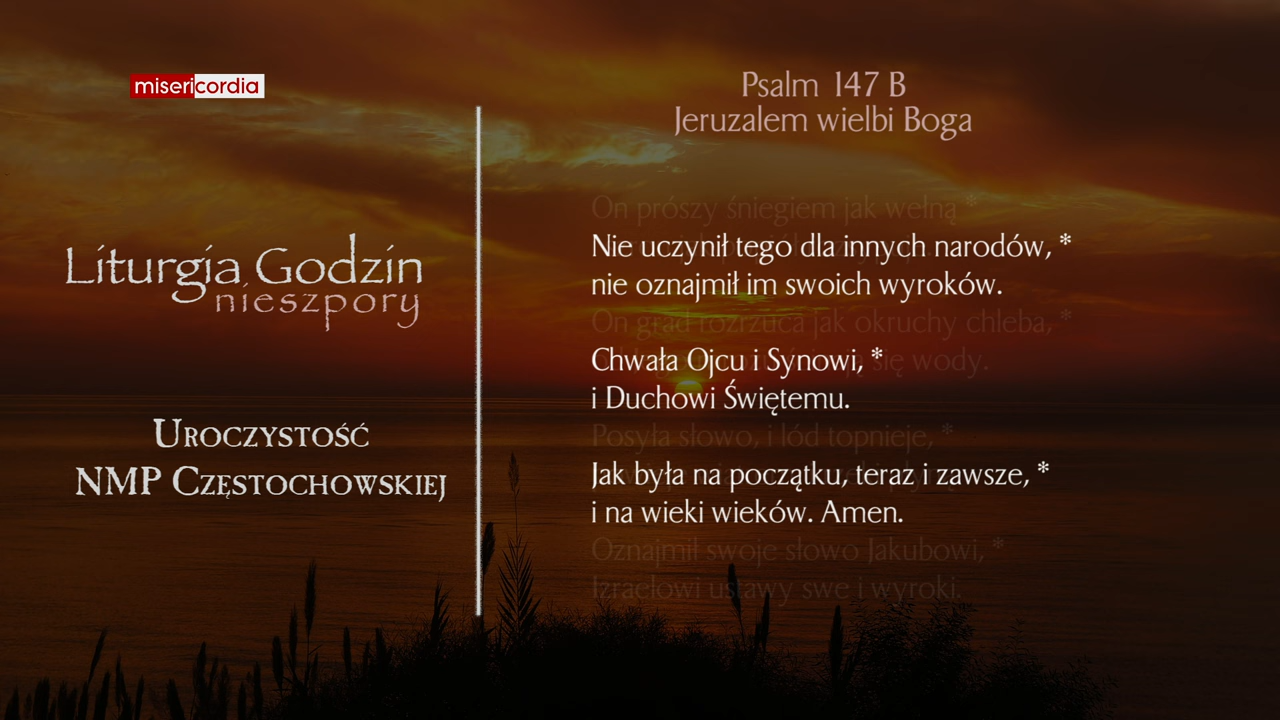 misericordia
Liturgia Godzin
nieszpory
Uroczystość
NMP Częstochowskiej
Psalm 147 B
Jeruzalem wielbi Boga
On prószy śniegiem jak wełną *
Nie uczynił tego dla innych narodów, *
nie oznajmił im swoich wyroków.
On grad rozrzuca jak okruchy chleba, *
się wody.
Chwała Ojcu i Synowi, *
i Duchowi Świętemu.
Posyła słowo, i lód topnieje, *
Jak była na początku, teraz i zawsze, *
i na wieki wieków. Amen.
Oznajmił swoje słowo Jakubowi, *
Izraelowi ustawy swe i wyroki.